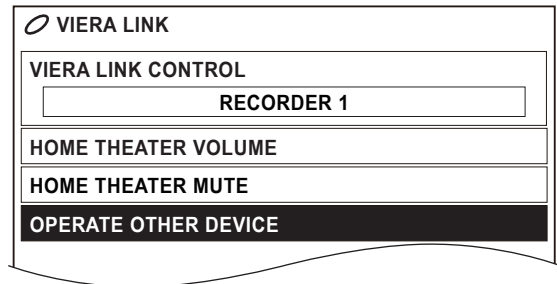 VIERA LINK
VIERA LINK CONTROL
RECORDER 1
HOME THEATER VOLUME
HOME THEATER MUTE
OPERATE OTHER DEVICE